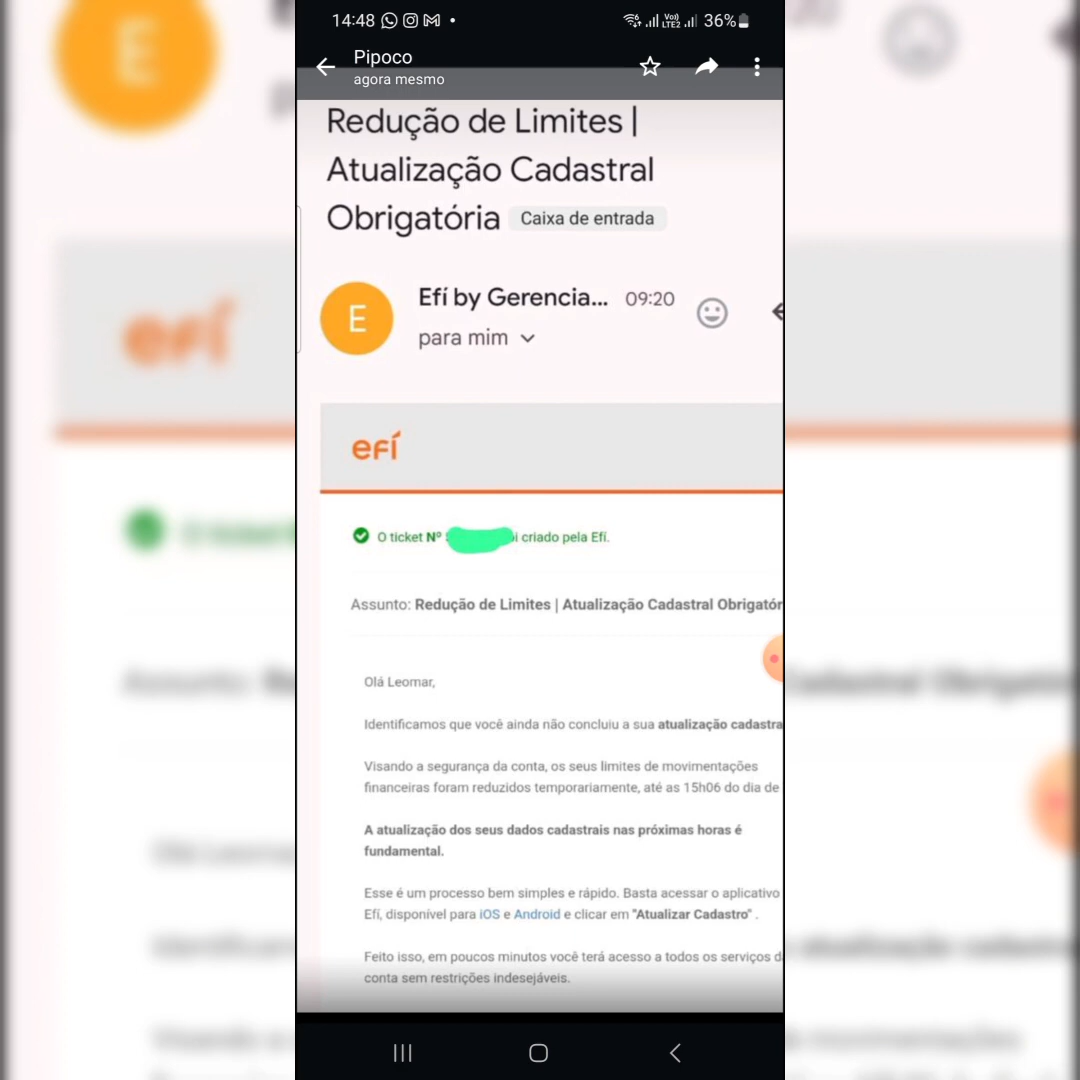 14:48
36%
Pipoco
agora mesmo
Redução de Limites |
Atualização Cadastral
Obrigatória Caixa de entrada
E
Efí by Gerencia... 09:20
para mim
efí
O ticket Nº criado pela Efí.
Assunto: Redução de Limites | Atualização Cadastral Obrigatór
Olá Leomar,
Identificamos que você ainda não concluiu a sua atualização cadastra
Visando a segurança da conta, os seus limites de movimentações
financeiras foram reduzidos temporariamente, até as 15h06 do dia de
A atualização dos seus dados cadastrais nas próximas horas é
fundamental.
Esse é um processo bem simples e rápido. Basta acessar o aplicativo
Efí, disponível para iOS e Android e clicar em "Atualizar Cadastro" .
Feito isso, em poucos minutos você terá acesso a todos os serviços d
conta sem restrições indesejáveis.